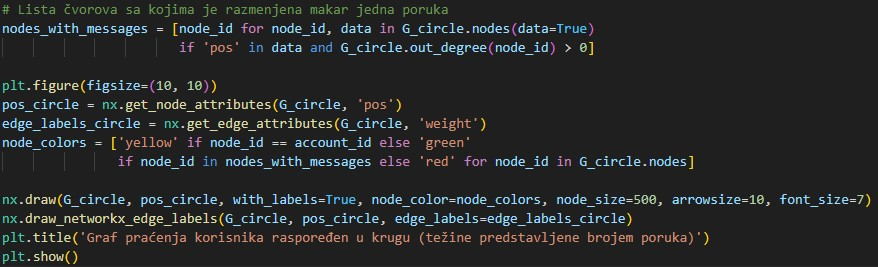 # Lista čvorova sa kojima je razmenjena makar jedna poruka
nodes_with_messages = [node_id for node_id, data in G_circle.nodes(data=True)
                       if 'pos' in data and G_circle.out_degree(node_id) > 0]

plt.figure(figsize=(10, 10))
pos_circle = nx.get_node_attributes(G_circle, 'pos')
edge_labels_circle = nx.get_edge_attributes(G_circle, 'weight')
node_colors = ['yellow' if node_id == account_id else 'green'
               if node_id in nodes_with_messages else 'red' for node_id in G_circle.nodes]

nx.draw(G_circle, pos_circle, with_labels=True, node_color=node_colors, node_size=500, arrowsize=10, font_size=7)
nx.draw_networkx_edge_labels(G_circle, pos_circle, edge_labels=edge_labels_circle)
plt.title('Graf praćenja korisnika raspoređen u krugu (težine predstavljene brojem poruka)')
plt.show()